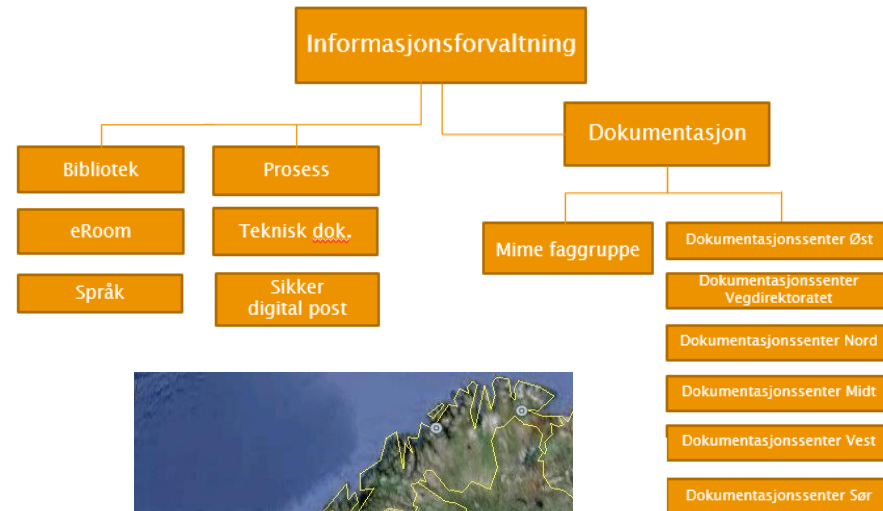 Informasjonsforvaltning
Dokumentasjon
Bibliotek
Prosess
eRoom
Teknisk dok.
Språk
Sikker
digital post
Mime faggruppe
Dokumentasjonssenter Øst
Dokumentasjonssenter
Vegdirektoratet
Dokumentasjonssenter Nord
Dokumentasjonssenter Midt
Dokumentasjonssenter Vest
Dokumentasjonssenter Sør